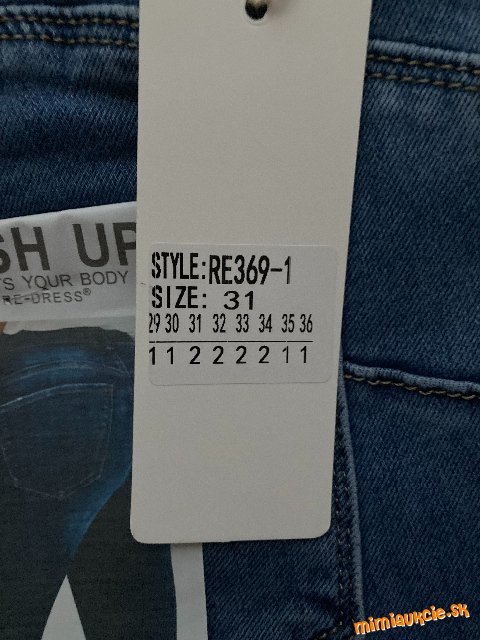 SH UP
'S YOUR BODY
RE-DRESS®
STYLE:RE369-1
SIZE: 31
29 30 31 32 33 34 35 36
1 1 2 2 2 2 1 1
mimiaukcie.sk